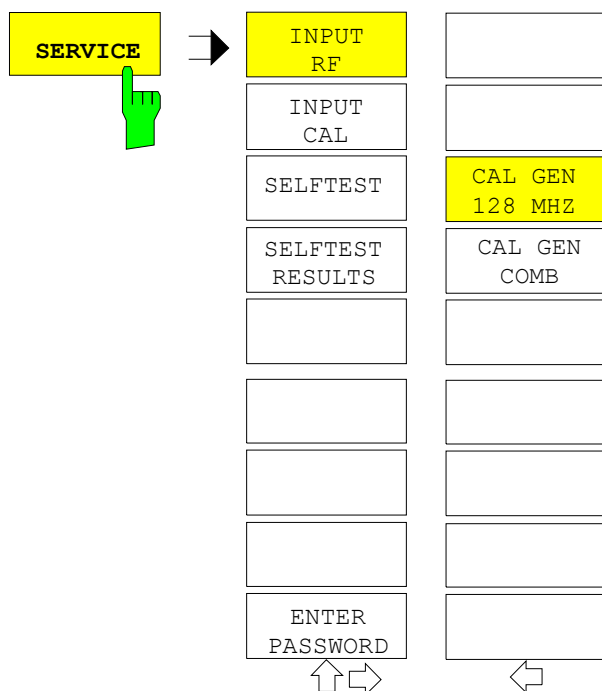 SERVICE
INPUT
RF
INPUT
CAL
SELFTEST
SELFTEST
RESULTS
ENTER
PASSWORD
CAL GEN
128 MHZ
CAL GEN
COMB